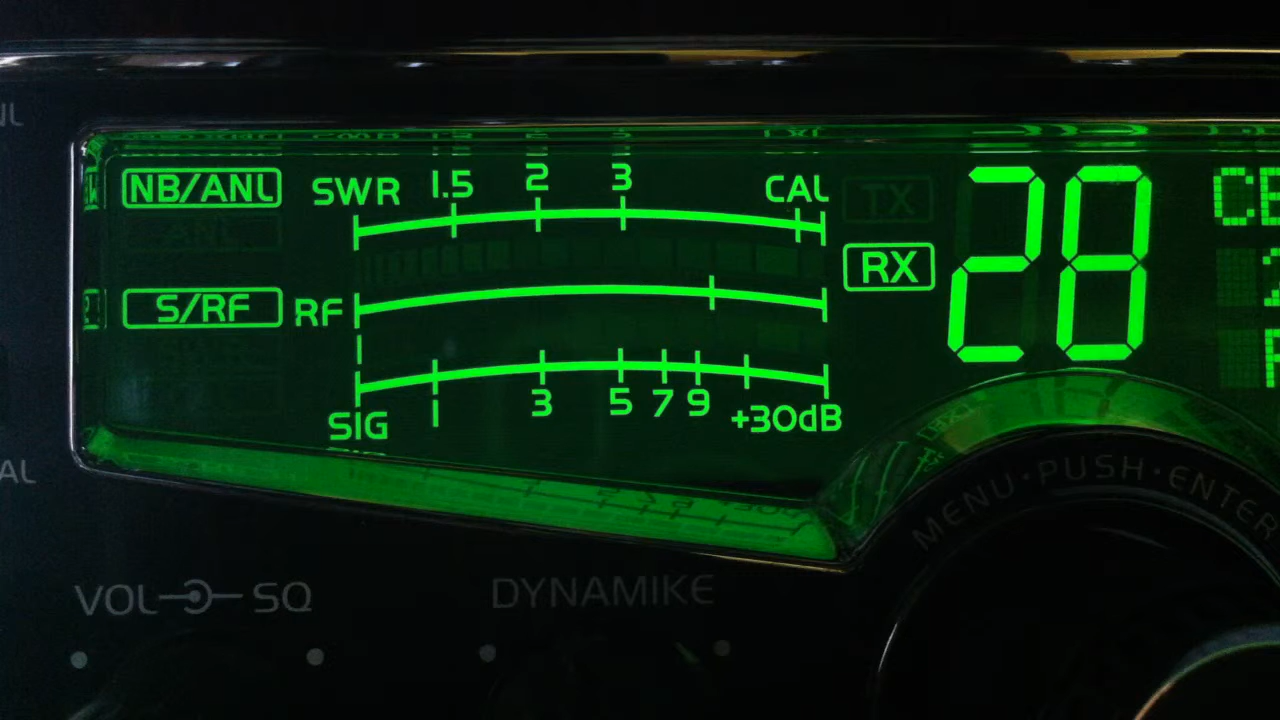 NB/ANL
SWR 1.5 2 3 CAL
TX
ANL
RX
28
S/RF
RF
1 3 5 7 9 +30dB
SIG
MENU·PUSH·ENTER
VOL SQ
DYNAMIKE